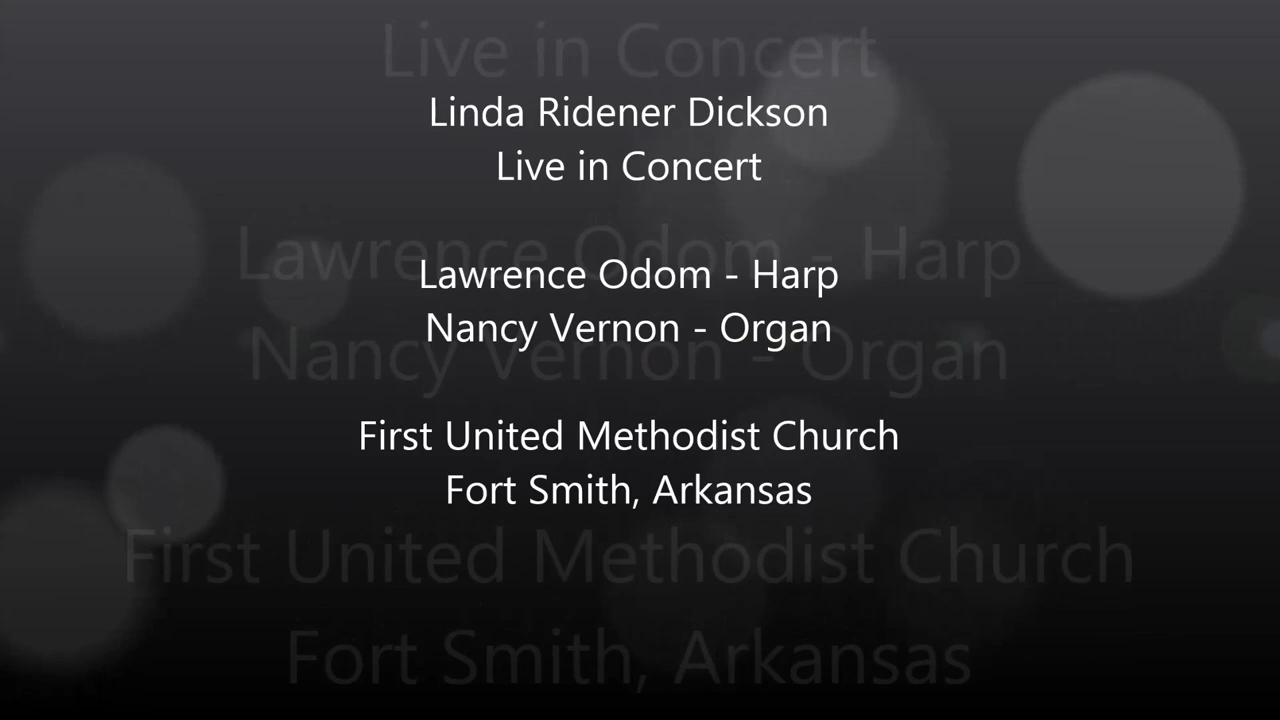 Live in Concert
Linda Ridener Dickson
Live in Concert
Lawrence Odom - Harp
Lawrence Odom - Harp
Nancy Vernon - Organ
Nancy Vernon - Organ
First United Methodist Church
Fort Smith, Arkansas
First United Methodist Church
Fort Smith, Arkansas